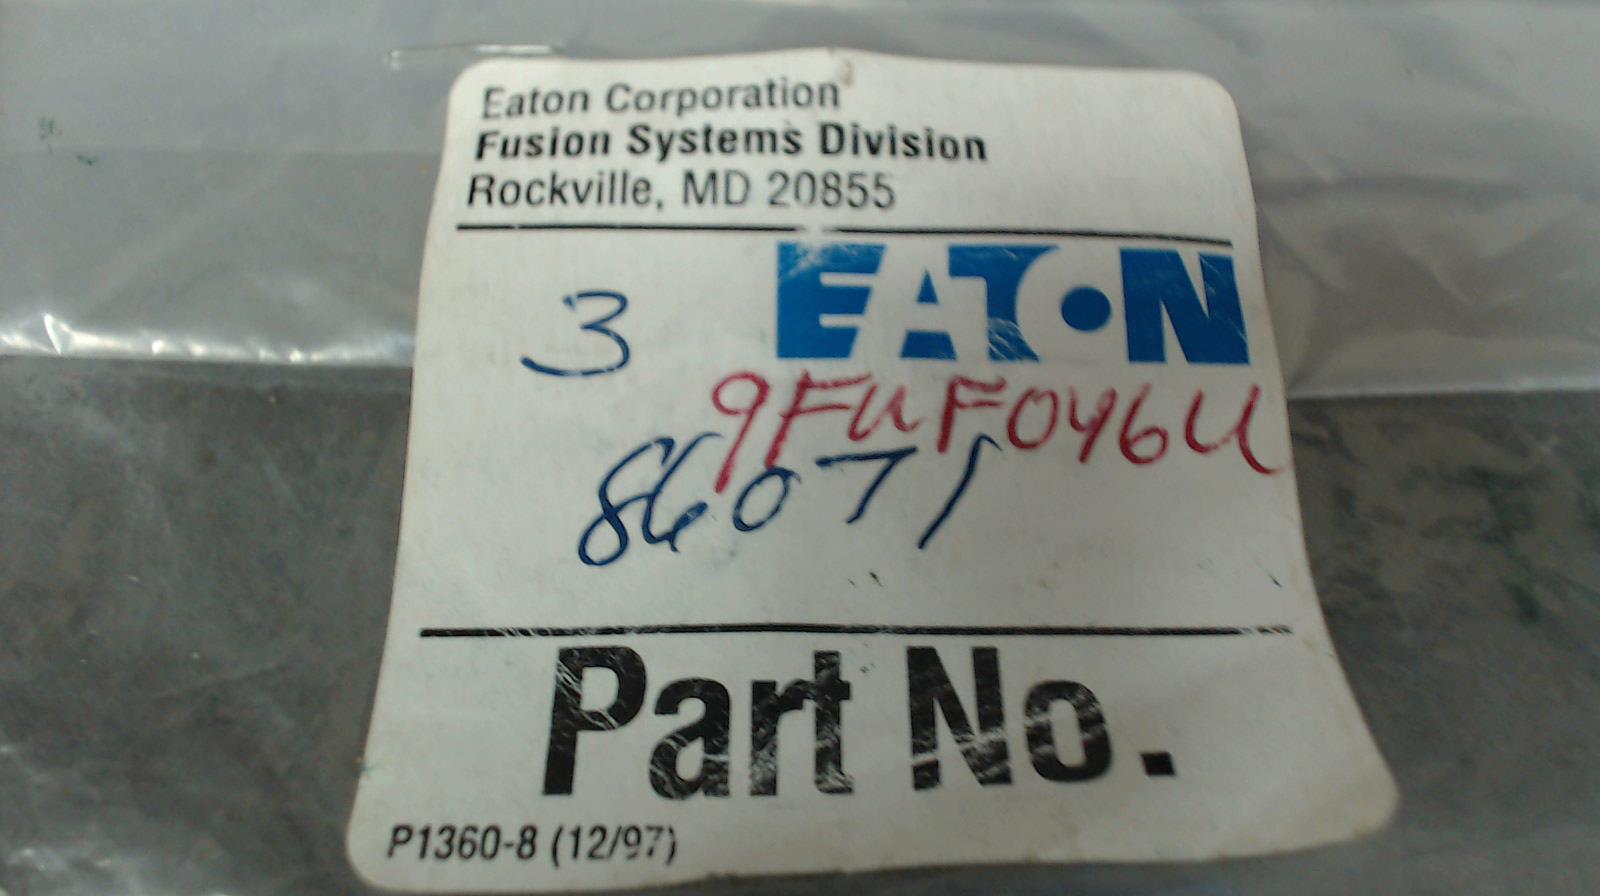 Eaton Corporation
Fusion Systems Division
Rockville, MD 20855
3 EATON
9FUF046U
86071
Part No.
P1360-8 (12/97)